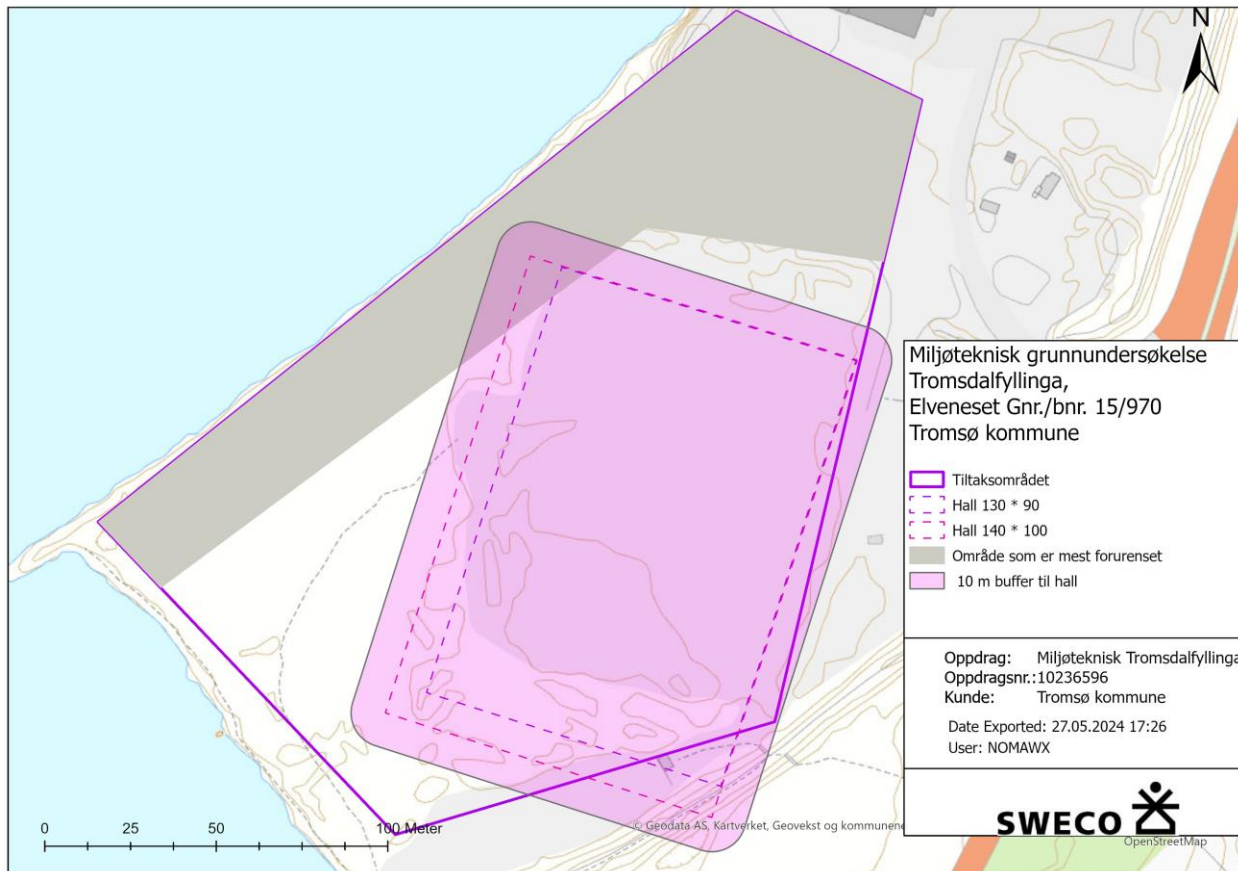 N
Miljøteknisk grunnundersøkelse
Tromsdalfyllinga,
Elveneset Gnr./bnr. 15/970
Tromsø kommune
Tiltaksområdet
Hall 130 * 90
Hall 140 * 100
Område som er mest forurenset
10 m buffer til hall
Oppdrag: Miljøteknisk Tromsdalfyllinga
Oppdragsnr.:10236596
Kunde: Tromsø kommune
Date Exported: 27.05.2024 17:26
User: NOMAWX
0 25 50 100 Meter
© Geodata AS, Kartverket, Geovekst og kommunene
SWECO
OpenStreetMap